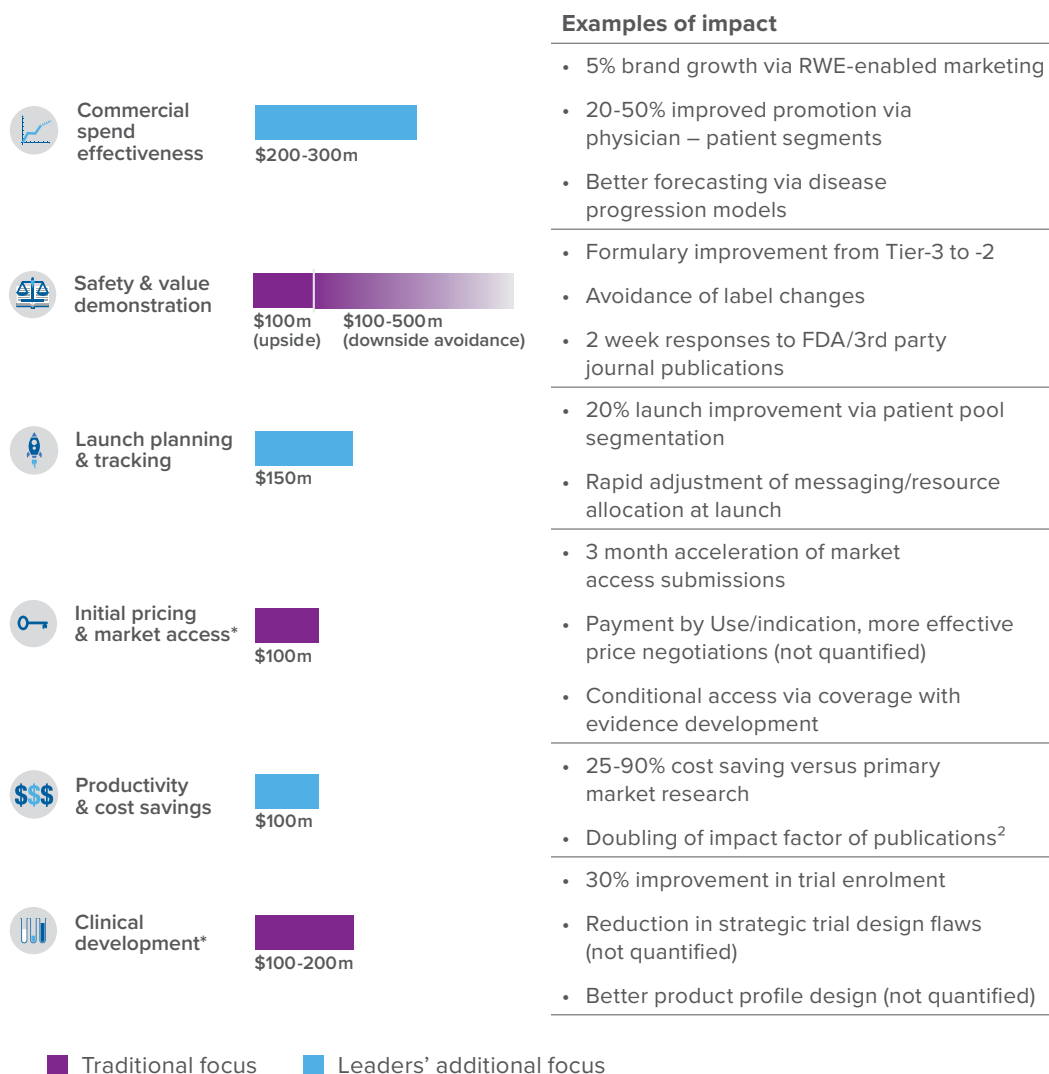 Examples of impact
Commercial
spend
effectiveness
$200-300m
• 5% brand growth via RWE-enabled marketing
• 20-50% improved promotion via
physician – patient segments
• Better forecasting via disease
progression models
Safety & value
demonstration
$100m
(upside)
$100-500m
(downside avoidance)
• Formulary improvement from Tier-3 to -2
• Avoidance of label changes
• 2 week responses to FDA/3rd party
journal publications
Launch planning
& tracking
$150m
• 20% launch improvement via patient pool
segmentation
• Rapid adjustment of messaging/resource
allocation at launch
Initial pricing
& market access*
$100m
• 3 month acceleration of market
access submissions
• Payment by Use/indication, more effective
price negotiations (not quantified)
• Conditional access via coverage with
evidence development
$$$
Productivity
& cost savings
$100m
• 25-90% cost saving versus primary
market research
• Doubling of impact factor of publications²
Clinical
development*
$100-200m
• 30% improvement in trial enrolment
• Reduction in strategic trial design flaws
(not quantified)
• Better product profile design (not quantified)
Traditional focus
Leaders’ additional focus